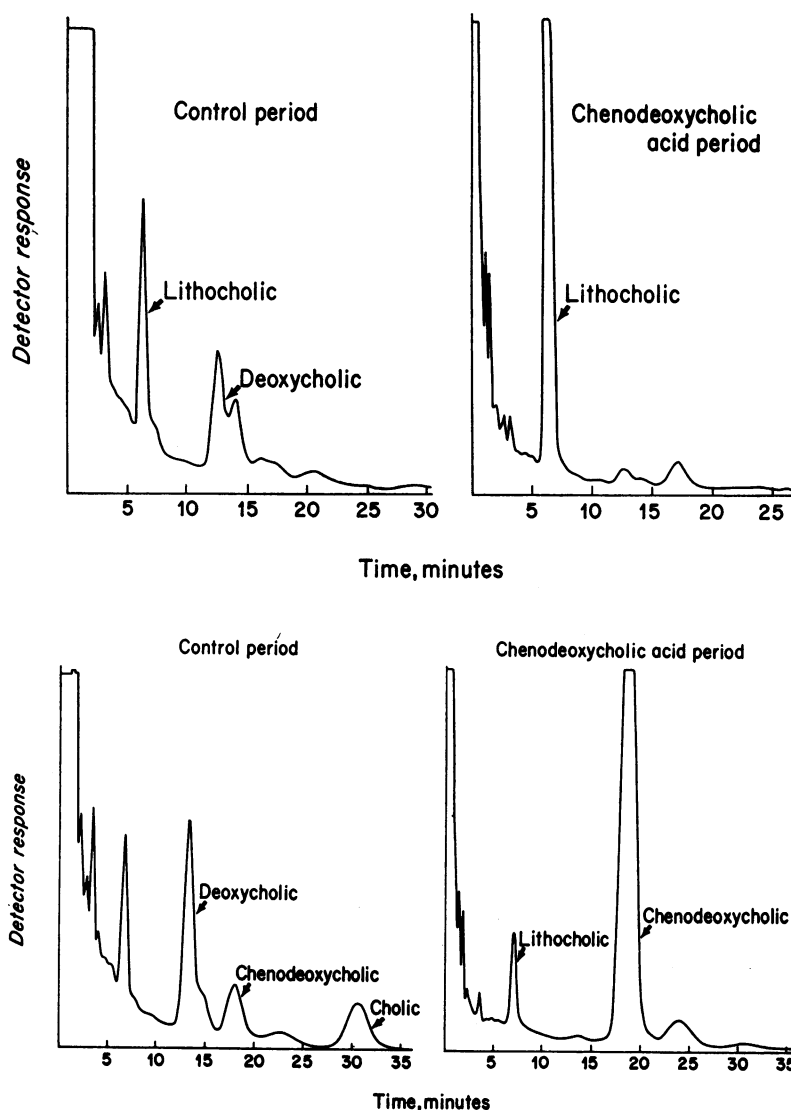 Control period
Chenodeoxycholic
acid period
Detector response
Lithocholic
Deoxycholic
Lithocholic
5 10 15 20 25 30
5 10 15 20 25
Time, minutes
Control period
Chenodeoxycholic acid period
Detector response
Deoxycholic
Chenodeoxycholic
Cholic
Lithocholic
Chenodeoxycholic
5 10 15 20 25 30 35
5 10 15 20 25 30 35
Time, minutes